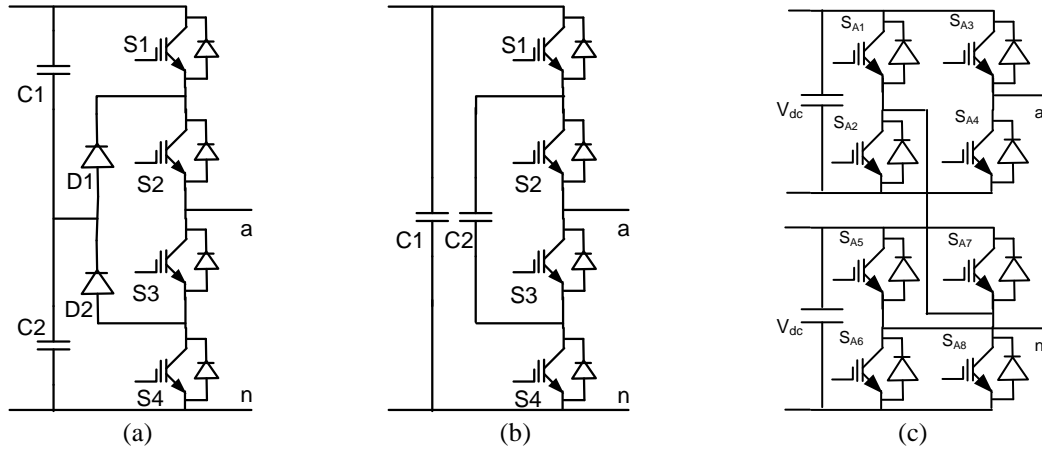 S1
C1
D1
S2
a
S3
D2
C2
S4
n
(a)
S1
S2
C1
C2
a
S3
S4
n
(b)
SA1
SA3
Vdc
a
SA2
SA4
SA5
SA7
Vdc
n
SA6
SA8
(c)